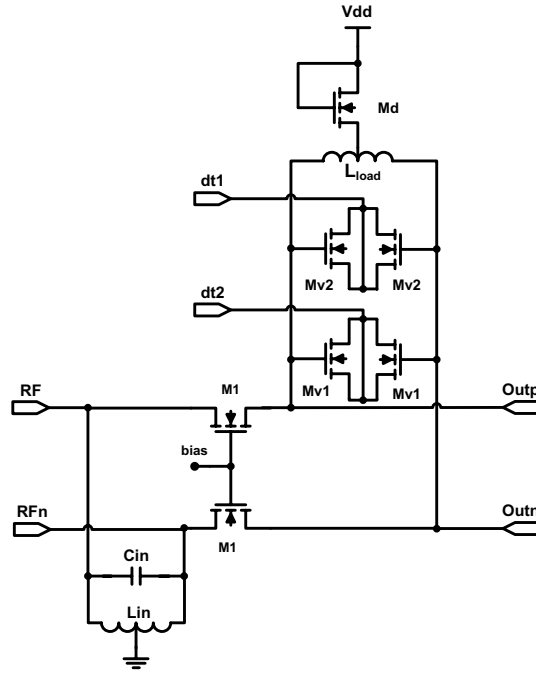 Vdd
Md
Lload
dt1
Mv2 Mv2
dt2
Mv1 Mv1
RF M1 Outp
bias
RFn M1 Outn
Cin
Lin